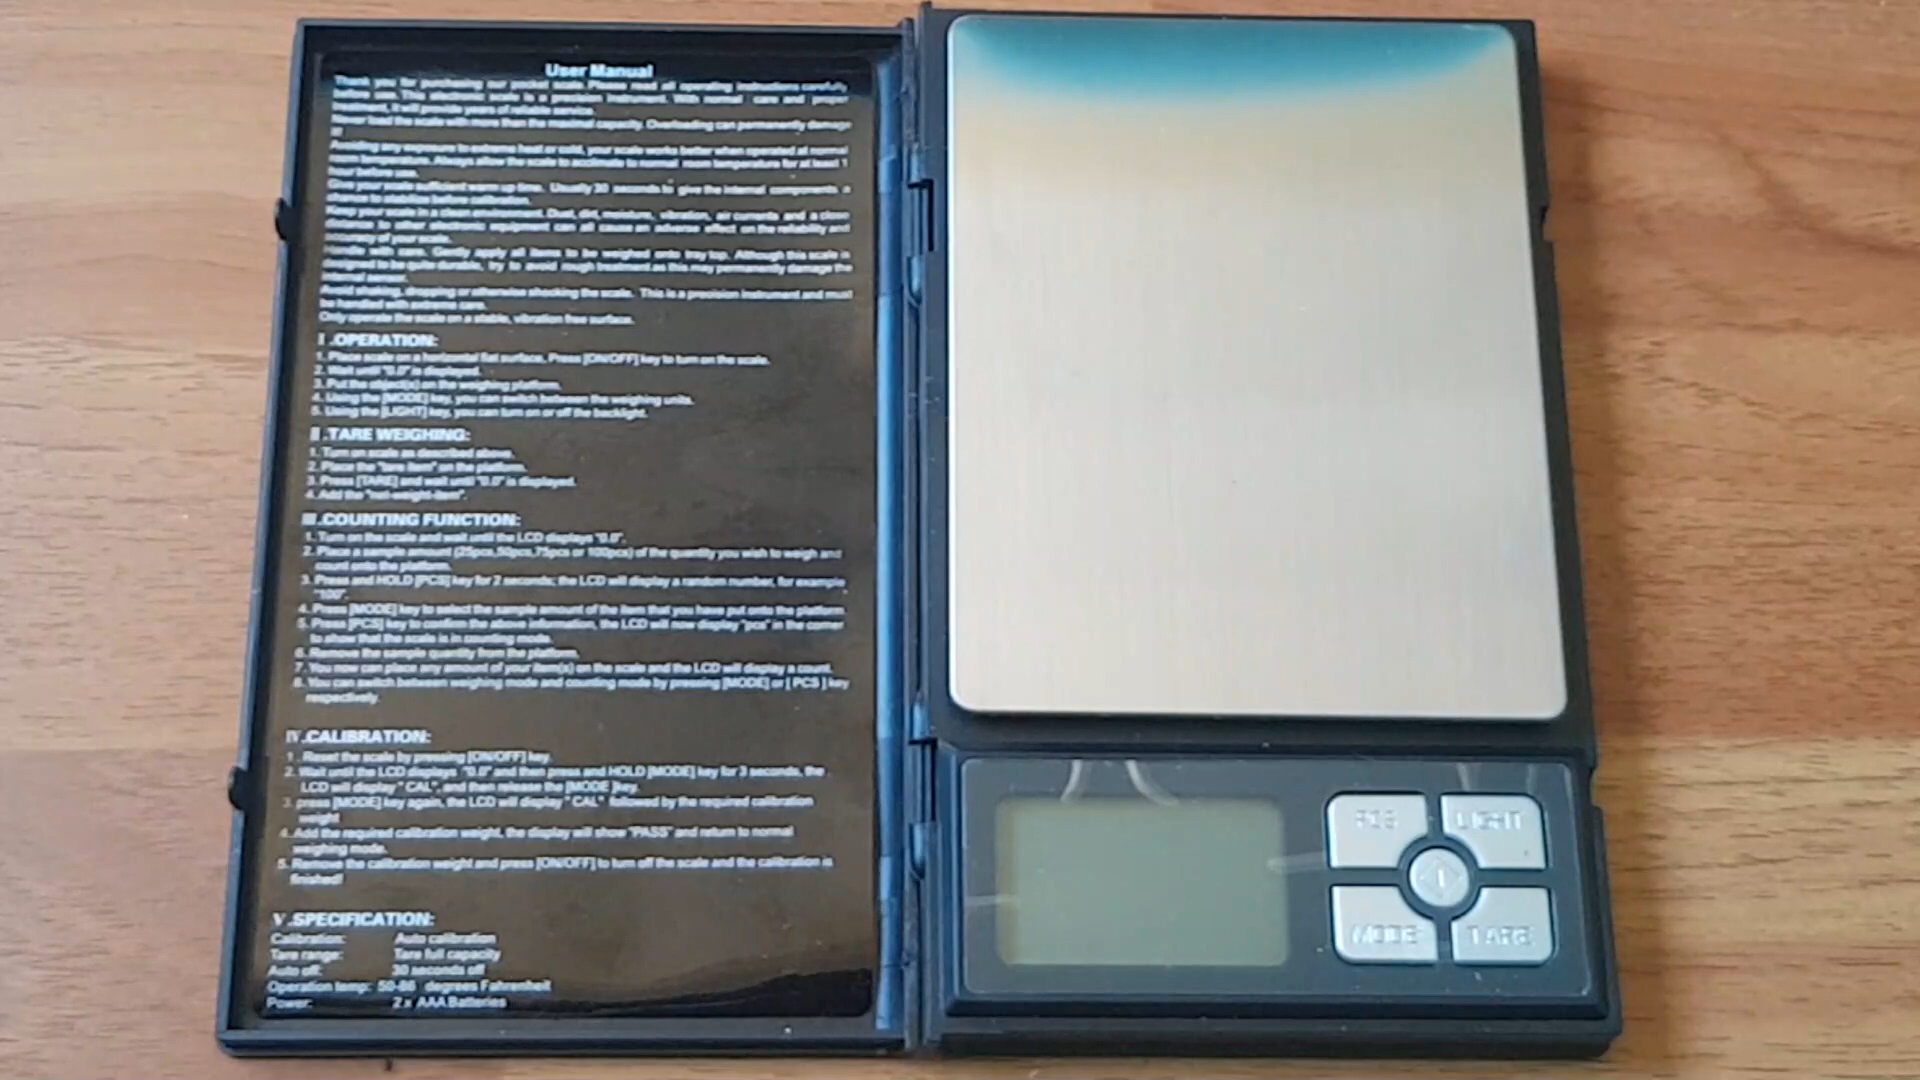 User Manual
Thank you for purchasing our pocket scale. Please read all operating instructions carefully
before use. This electronic scale is a precision instrument. With normal care and proper
treatment, it will provide years of reliable service.
Never load the scale with more than the maximal capacity. Overloading can permanently damage
it!
Avoiding any exposure to extreme heat or cold, your scale works better when operated at normal
room temperature. Always allow the scale to acclimate to normal room temperature for at least 1
hour before use.
Give your scale sufficient warm up time. Usually 30 seconds to give the internal components a
chance to stabilize before calibration.
Keep your scale in a clean environment. Dust, dirt, moisture, vibration, air currents and a close
distance to other electronic equipment can all cause an adverse effect on the reliability and
accuracy of your scale.
Handle with care. Gently apply all items to be weighed onto tray top. Although this scale is
designed to be quite durable, try to avoid rough treatment as this may permanently damage the
internal sensor.
Avoid shaking, dropping or otherwise shocking the scale. This is a precision instrument and must
be handled with extreme care.
Only operate the scale on a stable, vibration free surface.
I .OPERATION:
1. Place scale on a horizontal flat surface. Press [ON/OFF] key to turn on the scale.
2. Wait until "0.0" is displayed.
3. Put the object(s) on the weighing platform.
4. Using the [MODE] key, you can switch between the weighing units.
5. Using the [LIGHT] key, you can turn on or off the backlight.
II .TARE WEIGHING:
1. Turn on scale as described above.
2. Place the "tare item" on the platform.
3. Press [TARE] and wait until "0.0" is displayed.
4. Add the "net-weight-item".
III .COUNTING FUNCTION:
1. Turn on the scale and wait until the LCD displays "0.0".
2. Place a sample amount (25pcs,50pcs,75pcs or 100pcs) of the quantity you wish to weigh and
count onto the platform.
3. Press and HOLD [PCS] key for 2 seconds; the LCD will display a random number, for example
"100".
4. Press [MODE] key to select the sample amount of the item that you have put onto the platform
5. Press [PCS] key to confirm the above information, the LCD will now display "pcs" in the corner
to show that the scale is in counting mode.
6. Remove the sample quantity from the platform.
7. You now can place any amount of your item(s) on the scale and the LCD will display a count.
8. You can switch between weighing mode and counting mode by pressing [MODE] or [ PCS ] key
respectively.
IV .CALIBRATION:
1 . Reset the scale by pressing [ON/OFF] key.
2. Wait until the LCD displays "0.0" and then press and HOLD [MODE] key for 3 seconds, the
LCD will display " CAL", and then release the [MODE ]key.
3. press [MODE] key again, the LCD will display " CAL" followed by the required calibration
weight
4. Add the required calibration weight, the display will show "PASS" and return to normal
weighing mode.
5. Remove the calibration weight and press [ON/OFF] to turn off the scale and the calibration is
finished!
V .SPECIFICATION:
Calibration: Auto calibration
Tare range: Tare full capacity
Auto off: 30 seconds off
Operation temp: 50-86 degrees Fahrenheit
Power: 2 x AAA Batteries
PCS LIGHT
MODE TARE